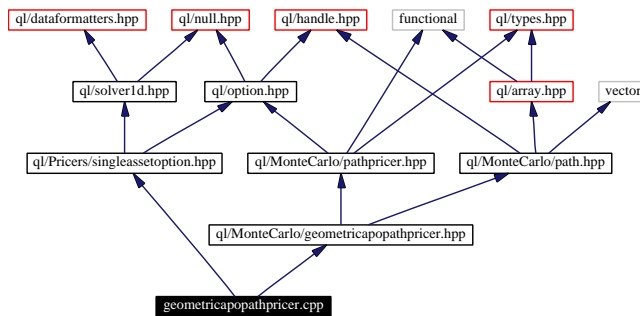 ql/dataformatters.hpp
ql/null.hpp
ql/handle.hpp
functional
ql/types.hpp
ql/solver1d.hpp
ql/option.hpp
ql/array.hpp
vector
ql/Pricers/singleassetoption.hpp
ql/MonteCarlo/pathpricer.hpp
ql/MonteCarlo/path.hpp
ql/MonteCarlo/geometricapopathpricer.hpp
geometricapopathpricer.cpp